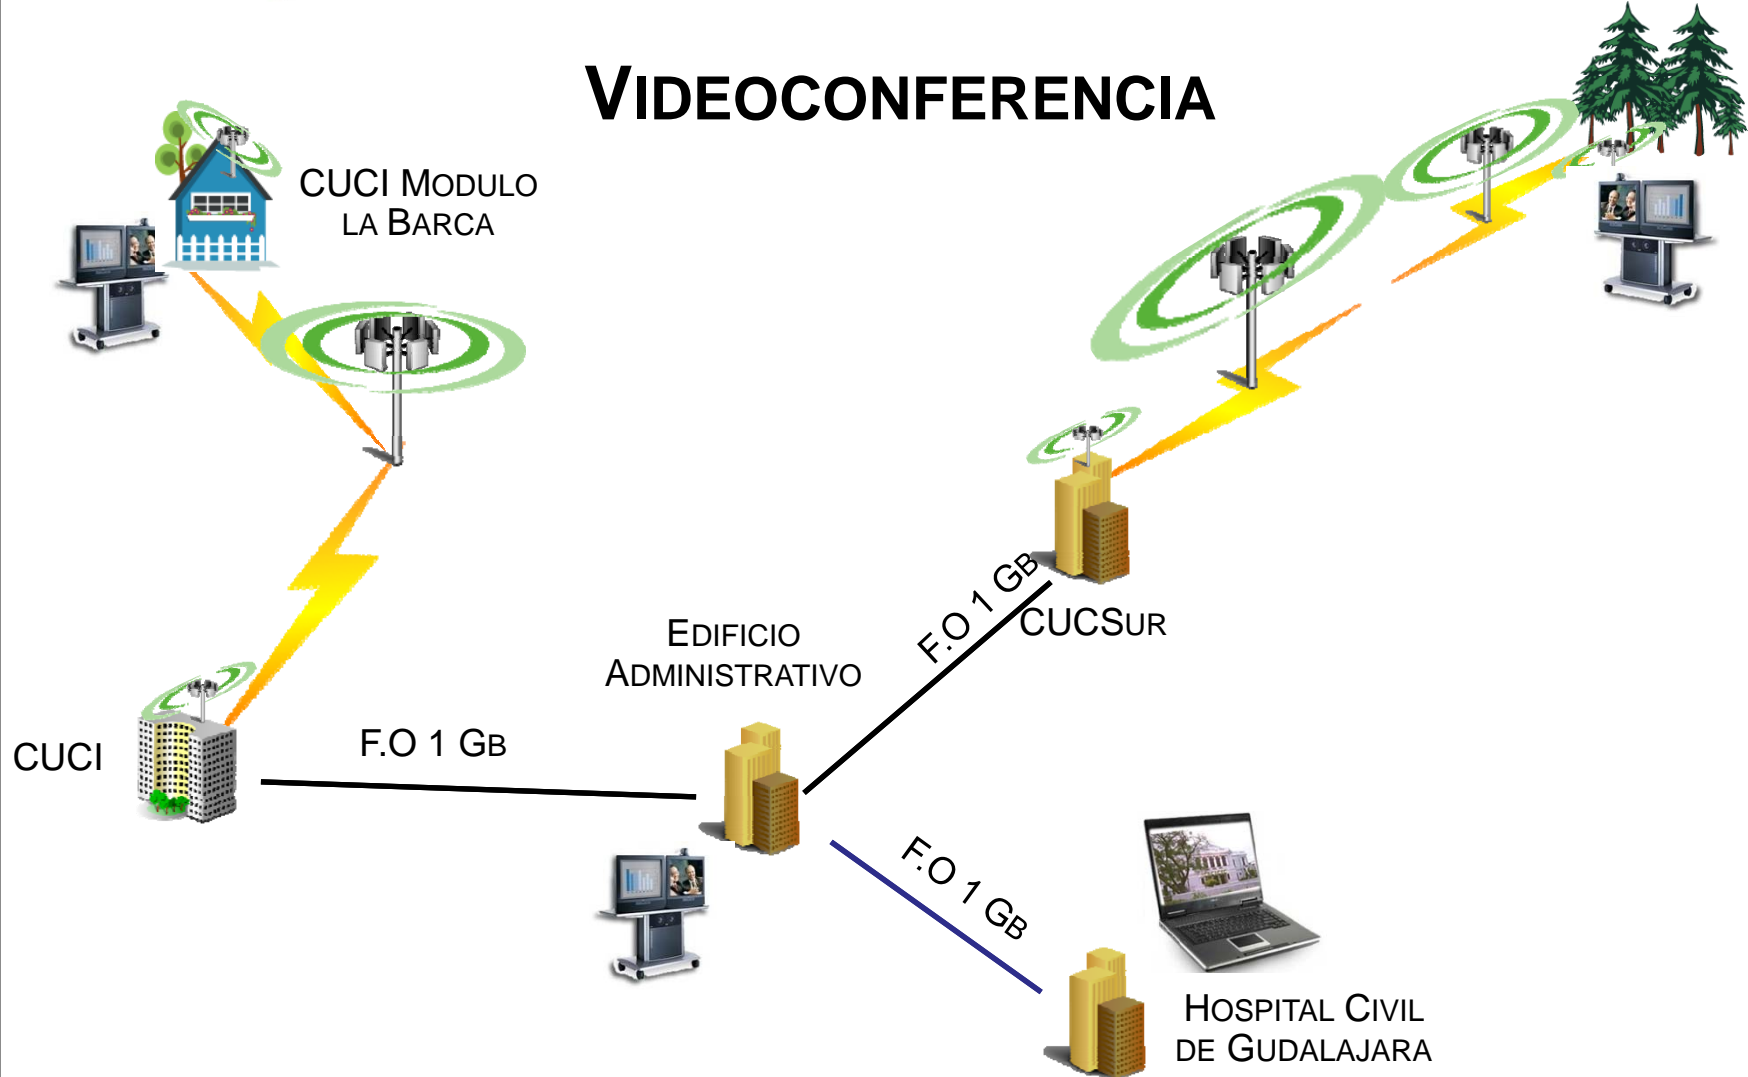 VIDEOCONFERENCIA
CUCI MODULO
LA BARCA
CUCSUR
F.O 1 GB
EDIFICIO
ADMINISTRATIVO
CUCI
F.O 1 GB
F.O 1 GB
HOSPITAL CIVIL
DE GUDALAJARA